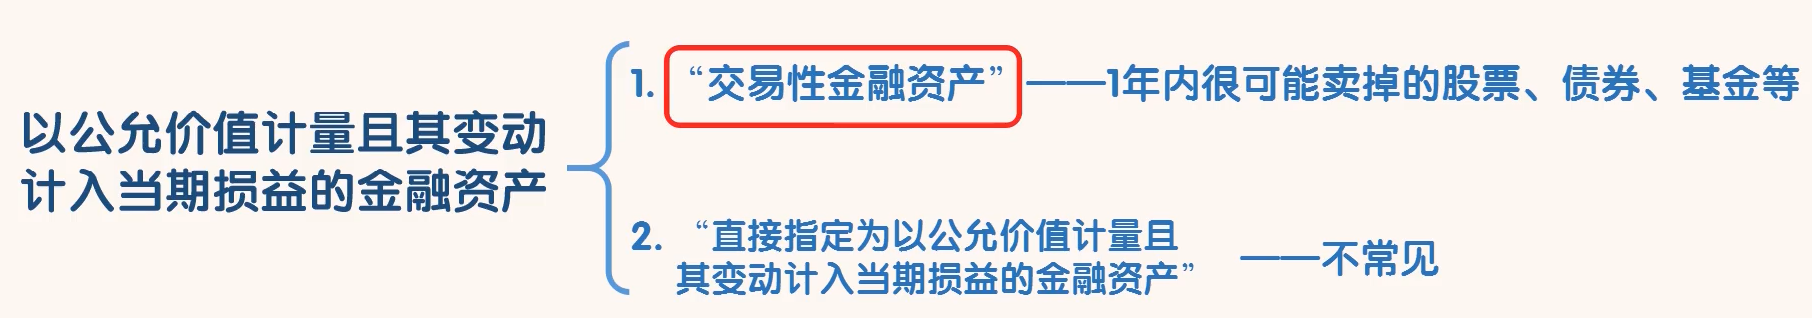 以公允价值计量且其变动
计入当期损益的金融资产
1. “交易性金融资产”——1年内很可能卖掉的股票、债券、基金等
2. “直接指定为以公允价值计量且
其变动计入当期损益的金融资产”
——不常见